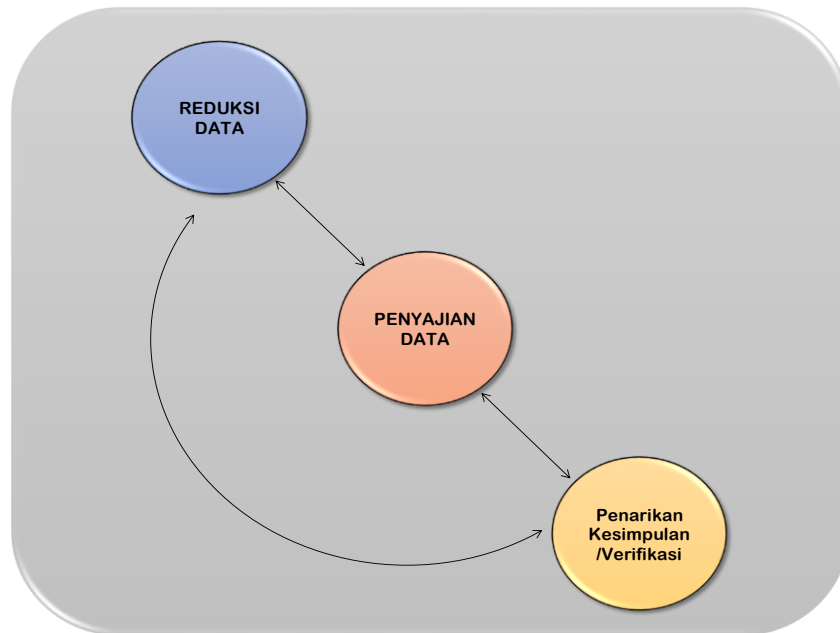 REDUKSI
DATA
PENYAJIAN
DATA
Penarikan
Kesimpulan
/Verifikasi